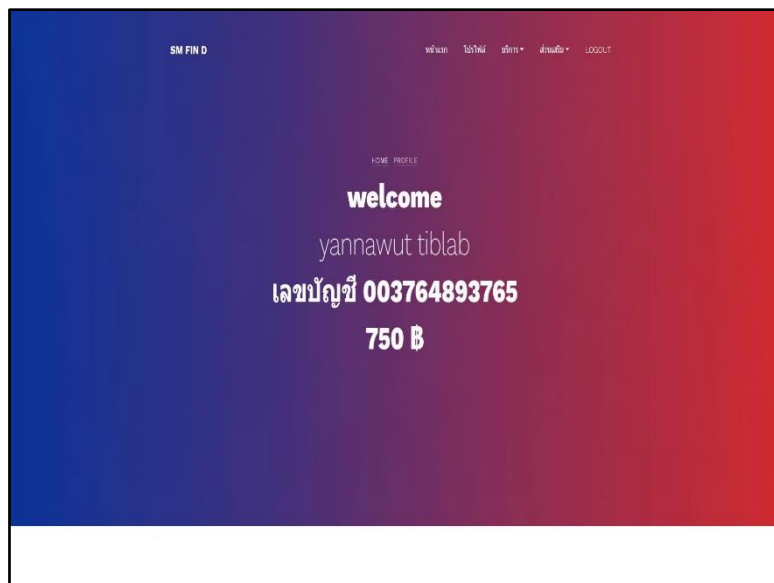 SM FIN D
หน้าแรก โปรไฟล์ บริการ ส่วนเสริม LOGOUT
HOME PROFILE
welcome
yannawut tiblab
เลขบัญชี 003764893765
750 ฿